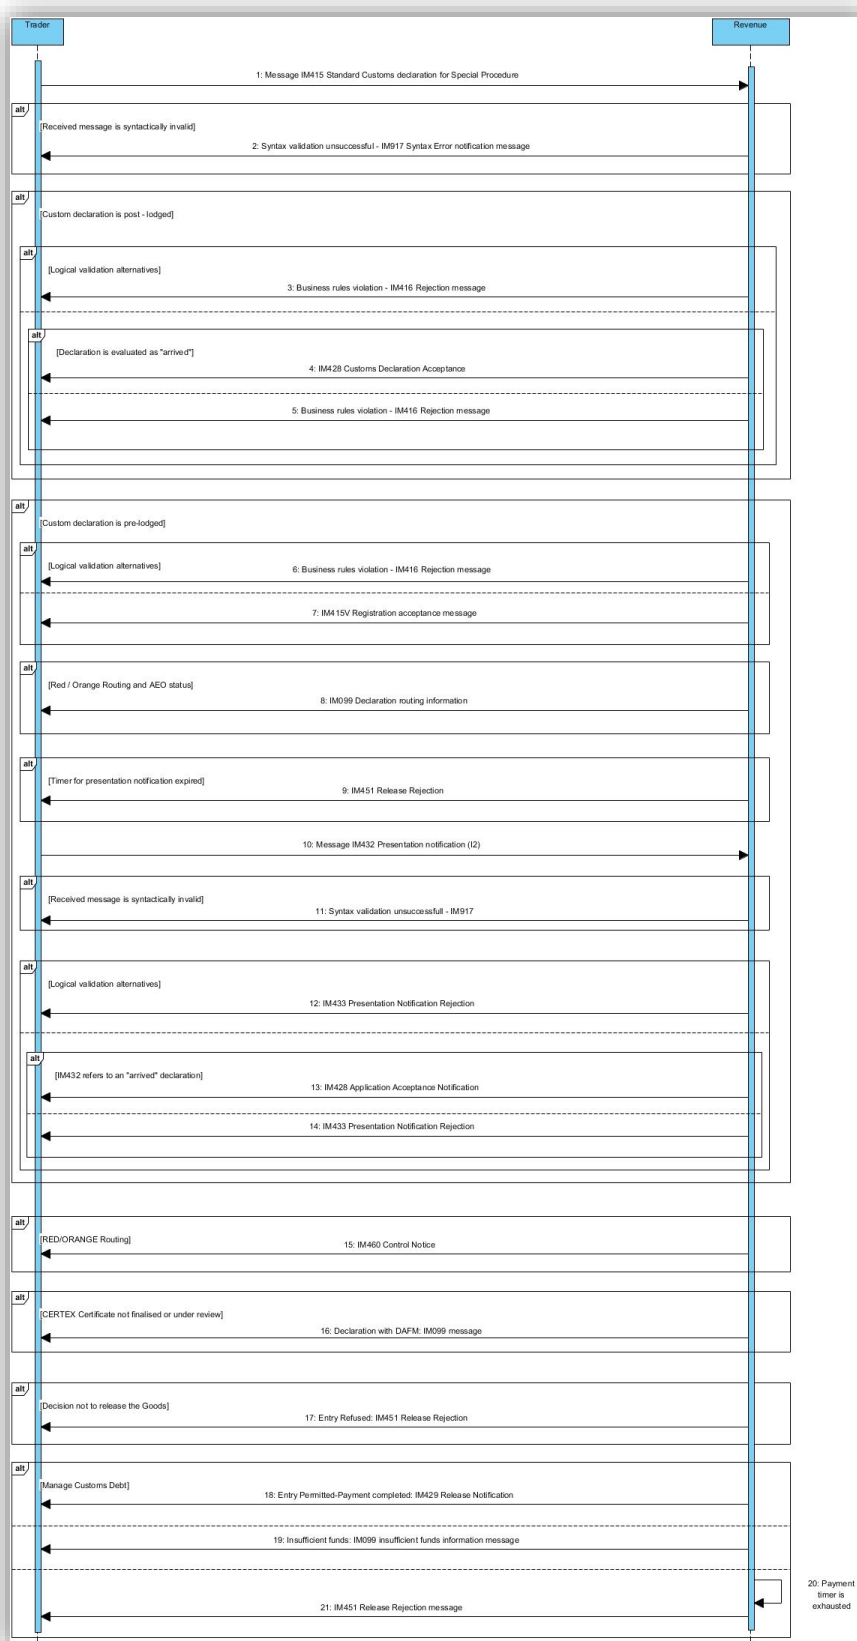 Trader
Revenue
1: Message IM415 Standard Customs declaration for Special Procedure
alt
[Received message is syntactically invalid]
2: Syntax validation unsuccessful - IM917 Syntax Error notification message
alt
[Custom declaration is post - lodged]
alt
[Logical validation alternatives]
3: Business rules violation - IM416 Rejection message
alt
[Declaration is evaluated as "arrived"]
4: IM428 Customs Declaration Acceptance
5: Business rules violation - IM416 Rejection message
alt
[Custom declaration is pre-lodged]
alt
[Logical validation alternatives]
6: Business rules violation - IM416 Rejection message
7: IM415V Registration acceptance message
alt
[Red / Orange Routing and AEO status]
8: IM099 Declaration routing information
alt
[Timer for presentation notification expired]
9: IM451 Release Rejection
10: Message IM432 Presentation notification (I2)
alt
[Received message is syntactically invalid]
11: Syntax validation unsuccessfull - IM917
alt
[Logical validation alternatives]
12: IM433 Presentation Notification Rejection
alt
[IM432 refers to an "arrived" declaration]
13: IM428 Application Acceptance Notification
14: IM433 Presentation Notification Rejection
alt
[RED/ORANGE Routing]
15: IM460 Control Notice
alt
[CERTEX Certificate not finalised or under review]
16: Declaration with DAFM: IM099 message
alt
[Decision not to release the Goods]
17: Entry Refused: IM451 Release Rejection
alt
[Manage Customs Debt]
18: Entry Permitted-Payment completed: IM429 Release Notification
19: Insufficient funds: IM099 insufficient funds information message
20: Payment
timer is
exhausted
21: IM451 Release Rejection message